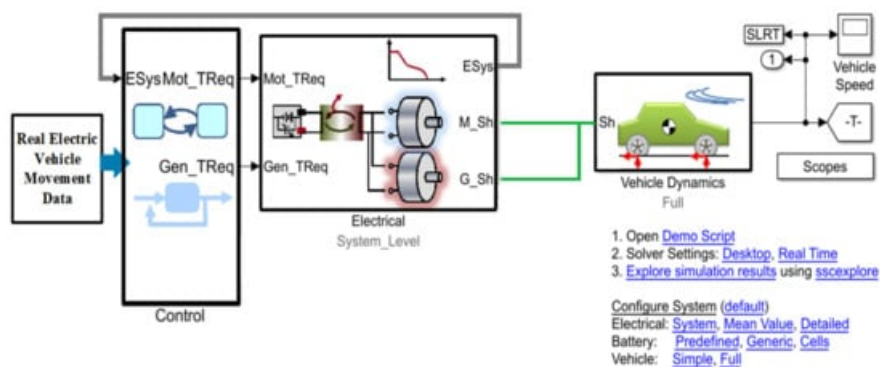 Real Electric
Vehicle
Movement
Data
ESys Mot_TReq
Gen_TReq
Control
Mot_TReq
Gen_TReq
ESys
M_Sh
G_Sh
Electrical
System_Level
Sh
Vehicle Dynamics
Full
SLRT
1
Vehicle
Speed
-T-
Scopes
1. Open Demo Script
2. Solver Settings: Desktop, Real Time
3. Explore simulation results using sscexplore
Configure System (default)
Electrical: System, Mean Value, Detailed
Battery: Predefined, Generic, Cells
Vehicle: Simple, Full